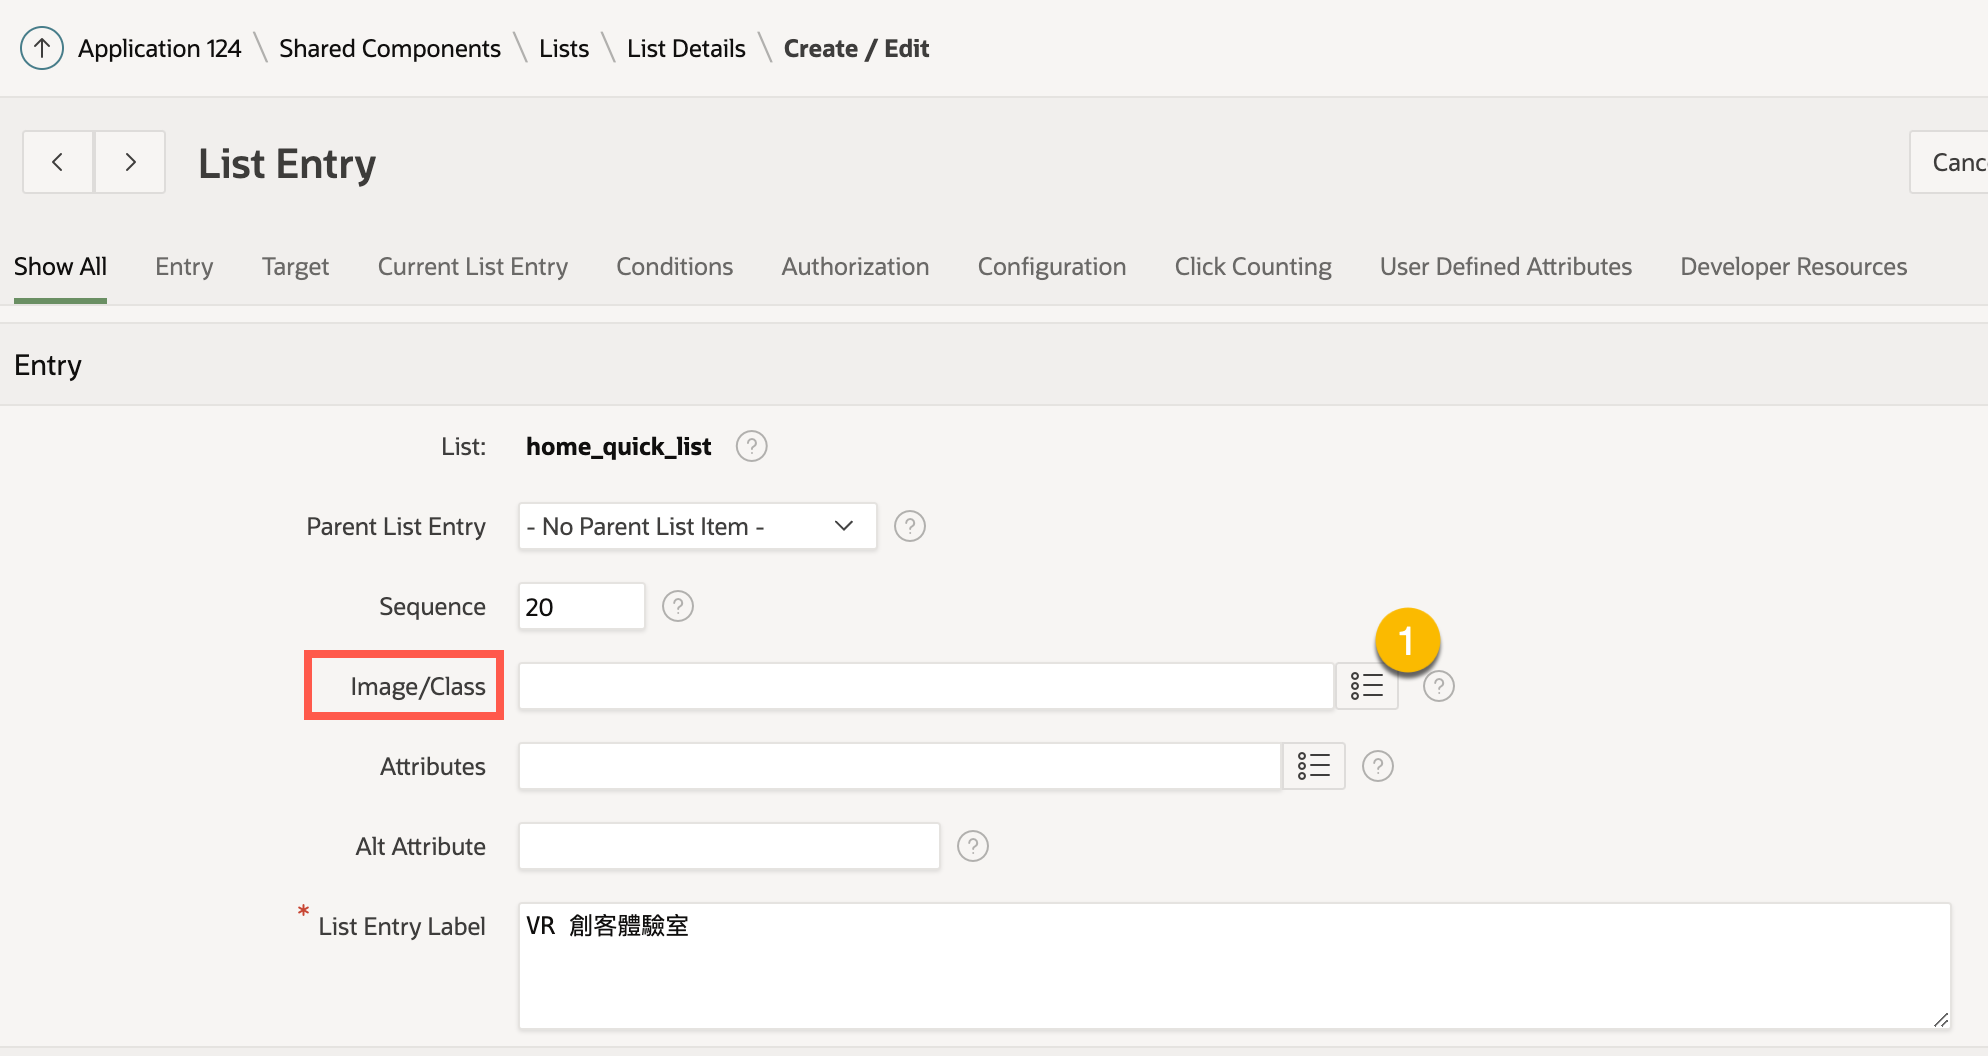 Application 124 \ Shared Components \ Lists \ List Details \ Create / Edit
List Entry
Show All Entry Target Current List Entry Conditions Authorization Configuration Click Counting User Defined Attributes Developer Resources
Entry
List: home_quick_list ?
Parent List Entry - No Parent List Item - ?
Sequence 20 ?
1
Image/Class ?
Attributes ?
Alt Attribute ?
* List Entry Label VR 創客體驗室